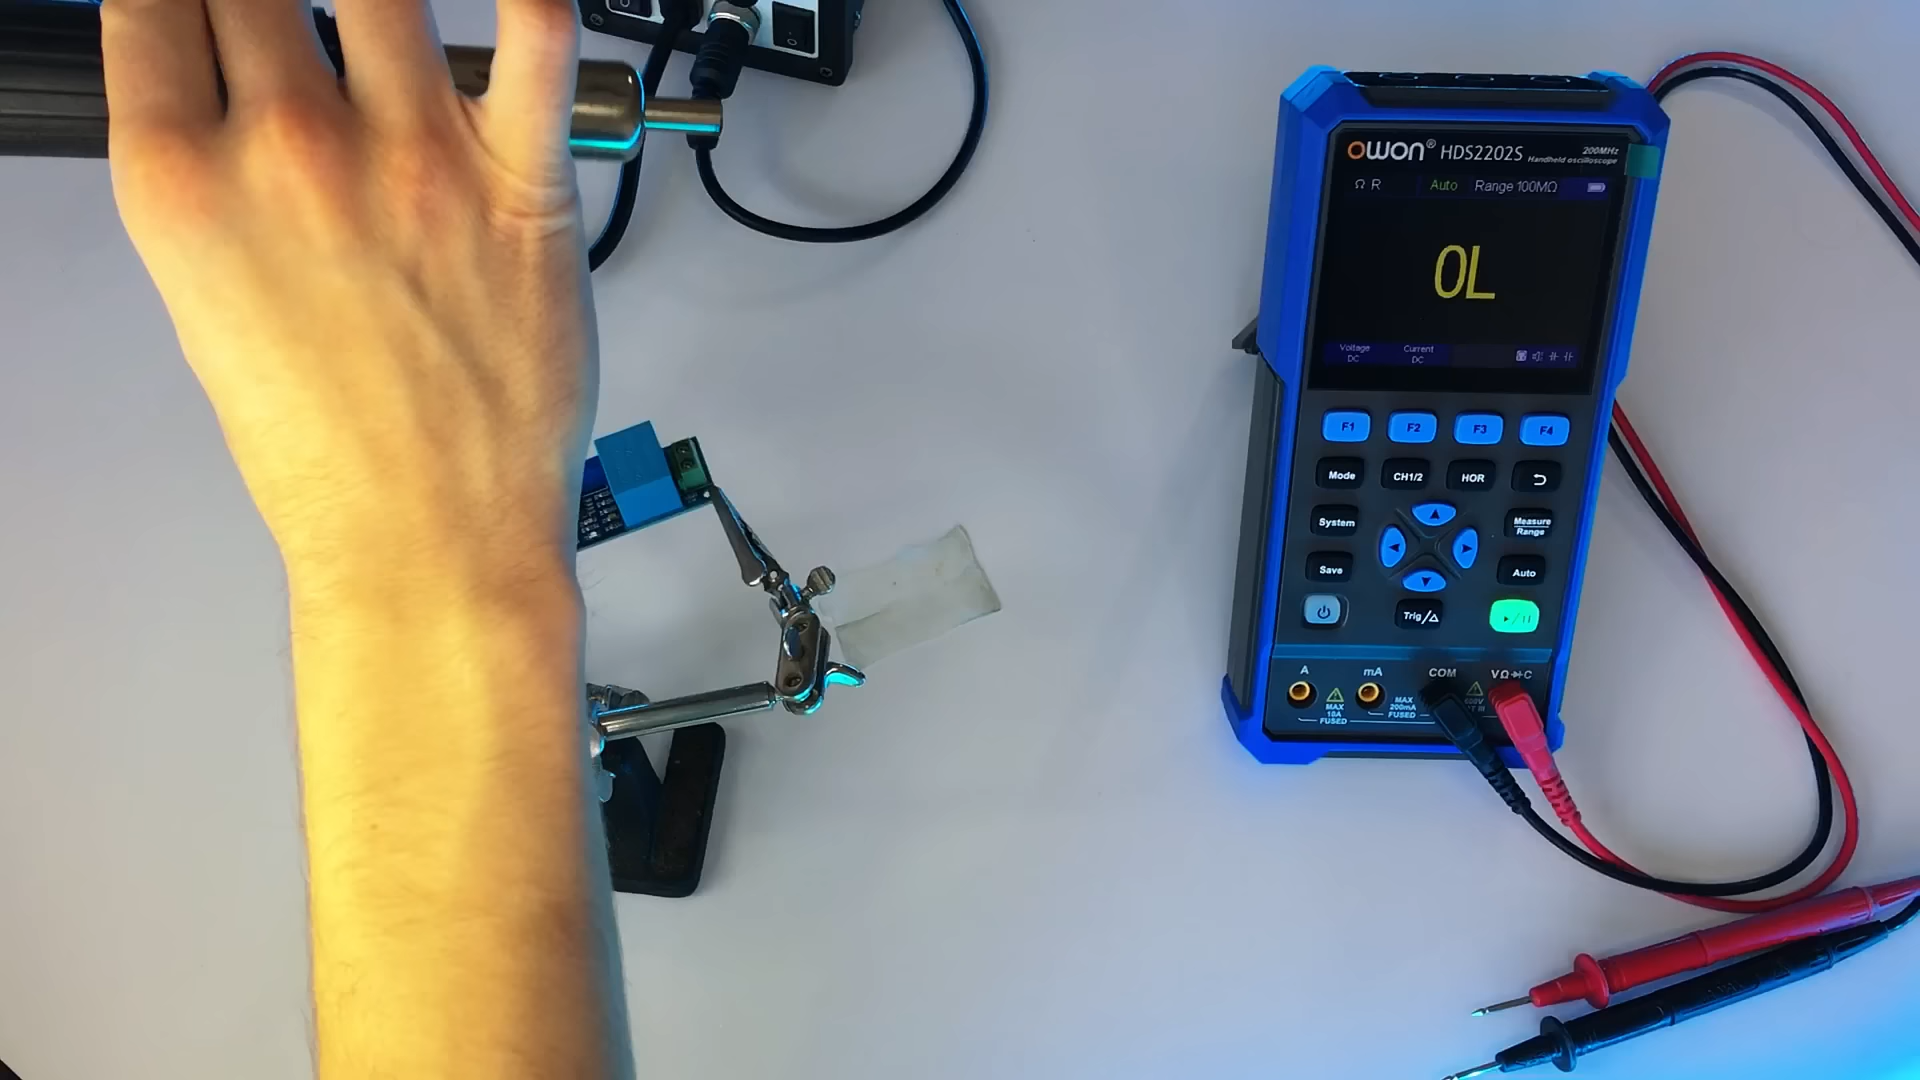 OWON® HDS2202S
200MHz
Handheld oscilloscope
Ω R Auto Range 100MΩ
OL
Voltage DC
Current DC
F1 F2 F3 F4
Mode CH1/2 HOR
System Measure Range
Save Auto
Trig/△
A mA COM VΩ C
MAX 10A FUSED
MAX 200mA FUSED